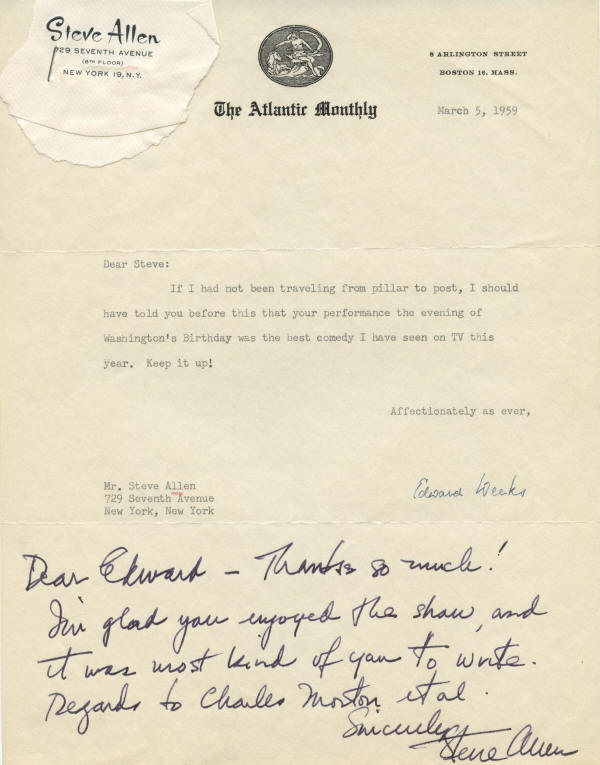 Steve Allen
729 SEVENTH AVENUE
(8TH FLOOR)
NEW YORK 19, N.Y.
The Atlantic Monthly
8 ARLINGTON STREET
BOSTON 16, MASS.
March 5, 1959
Dear Steve:
If I had not been traveling from pillar to post, I should
have told you before this that your performance the evening of
Washington's Birthday was the best comedy I have seen on TV this
year. Keep it up!
Affectionately as ever,
Edward Weeks
Mr. Steve Allen
729 Seventh Avenue
New York, New York
Dear Edward – Thanks so much!
I'm glad you enjoyed the show, and
it was most kind of you to write.
Regards to Charles Morton et al.
Sincerely,
Steve Allen